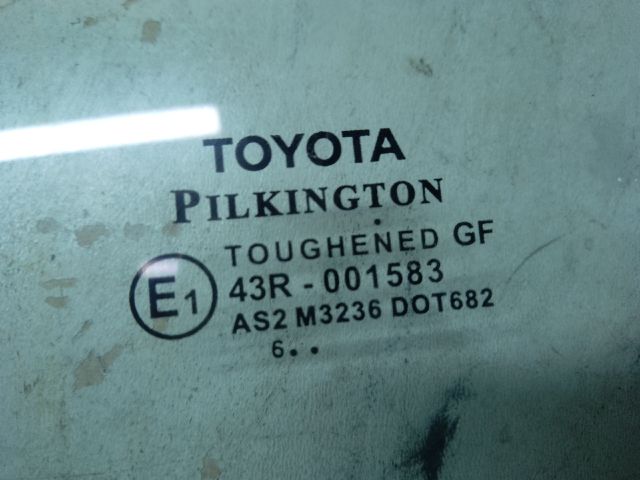 TOYOTA
PILKINGTON
TOUGHENED GF
E1 43R - 001583
AS2 M3236 DOT682
6..